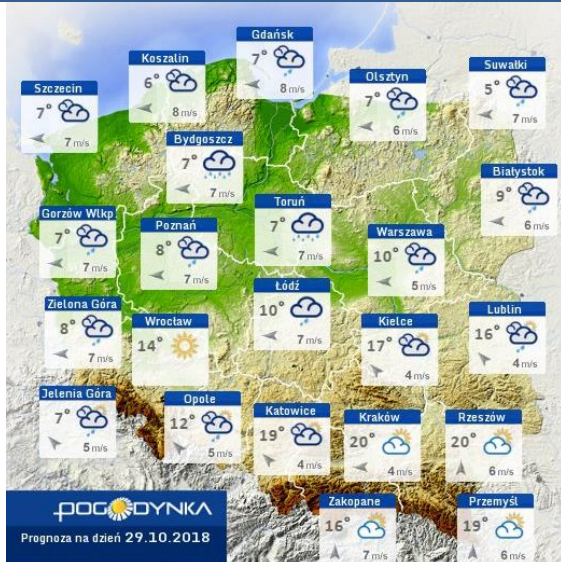 Gdańsk
7°
8 m/s
Koszalin
6°
8 m/s
Suwałki
5°
7 m/s
Olsztyn
7°
6 m/s
Szczecin
7°
7 m/s
Bydgoszcz
7°
7 m/s
Białystok
9°
6 m/s
Toruń
7°
7 m/s
Gorzów Wlkp
7°
7 m/s
Poznań
8°
7 m/s
Warszawa
10°
5 m/s
Łódź
10°
7 m/s
Zielona Góra
8°
7 m/s
Wrocław
14°
Kielce
17°
4 m/s
Lublin
16°
4 m/s
Jelenia Góra
7°
5 m/s
Opole
12°
5 m/s
Katowice
19°
4 m/s
Kraków
20°
4 m/s
Rzeszów
20°
6 m/s
Zakopane
16°
7 m/s
Przemyśl
19°
6 m/s
POGODYNKA
Prognoza na dzień 29.10.2018